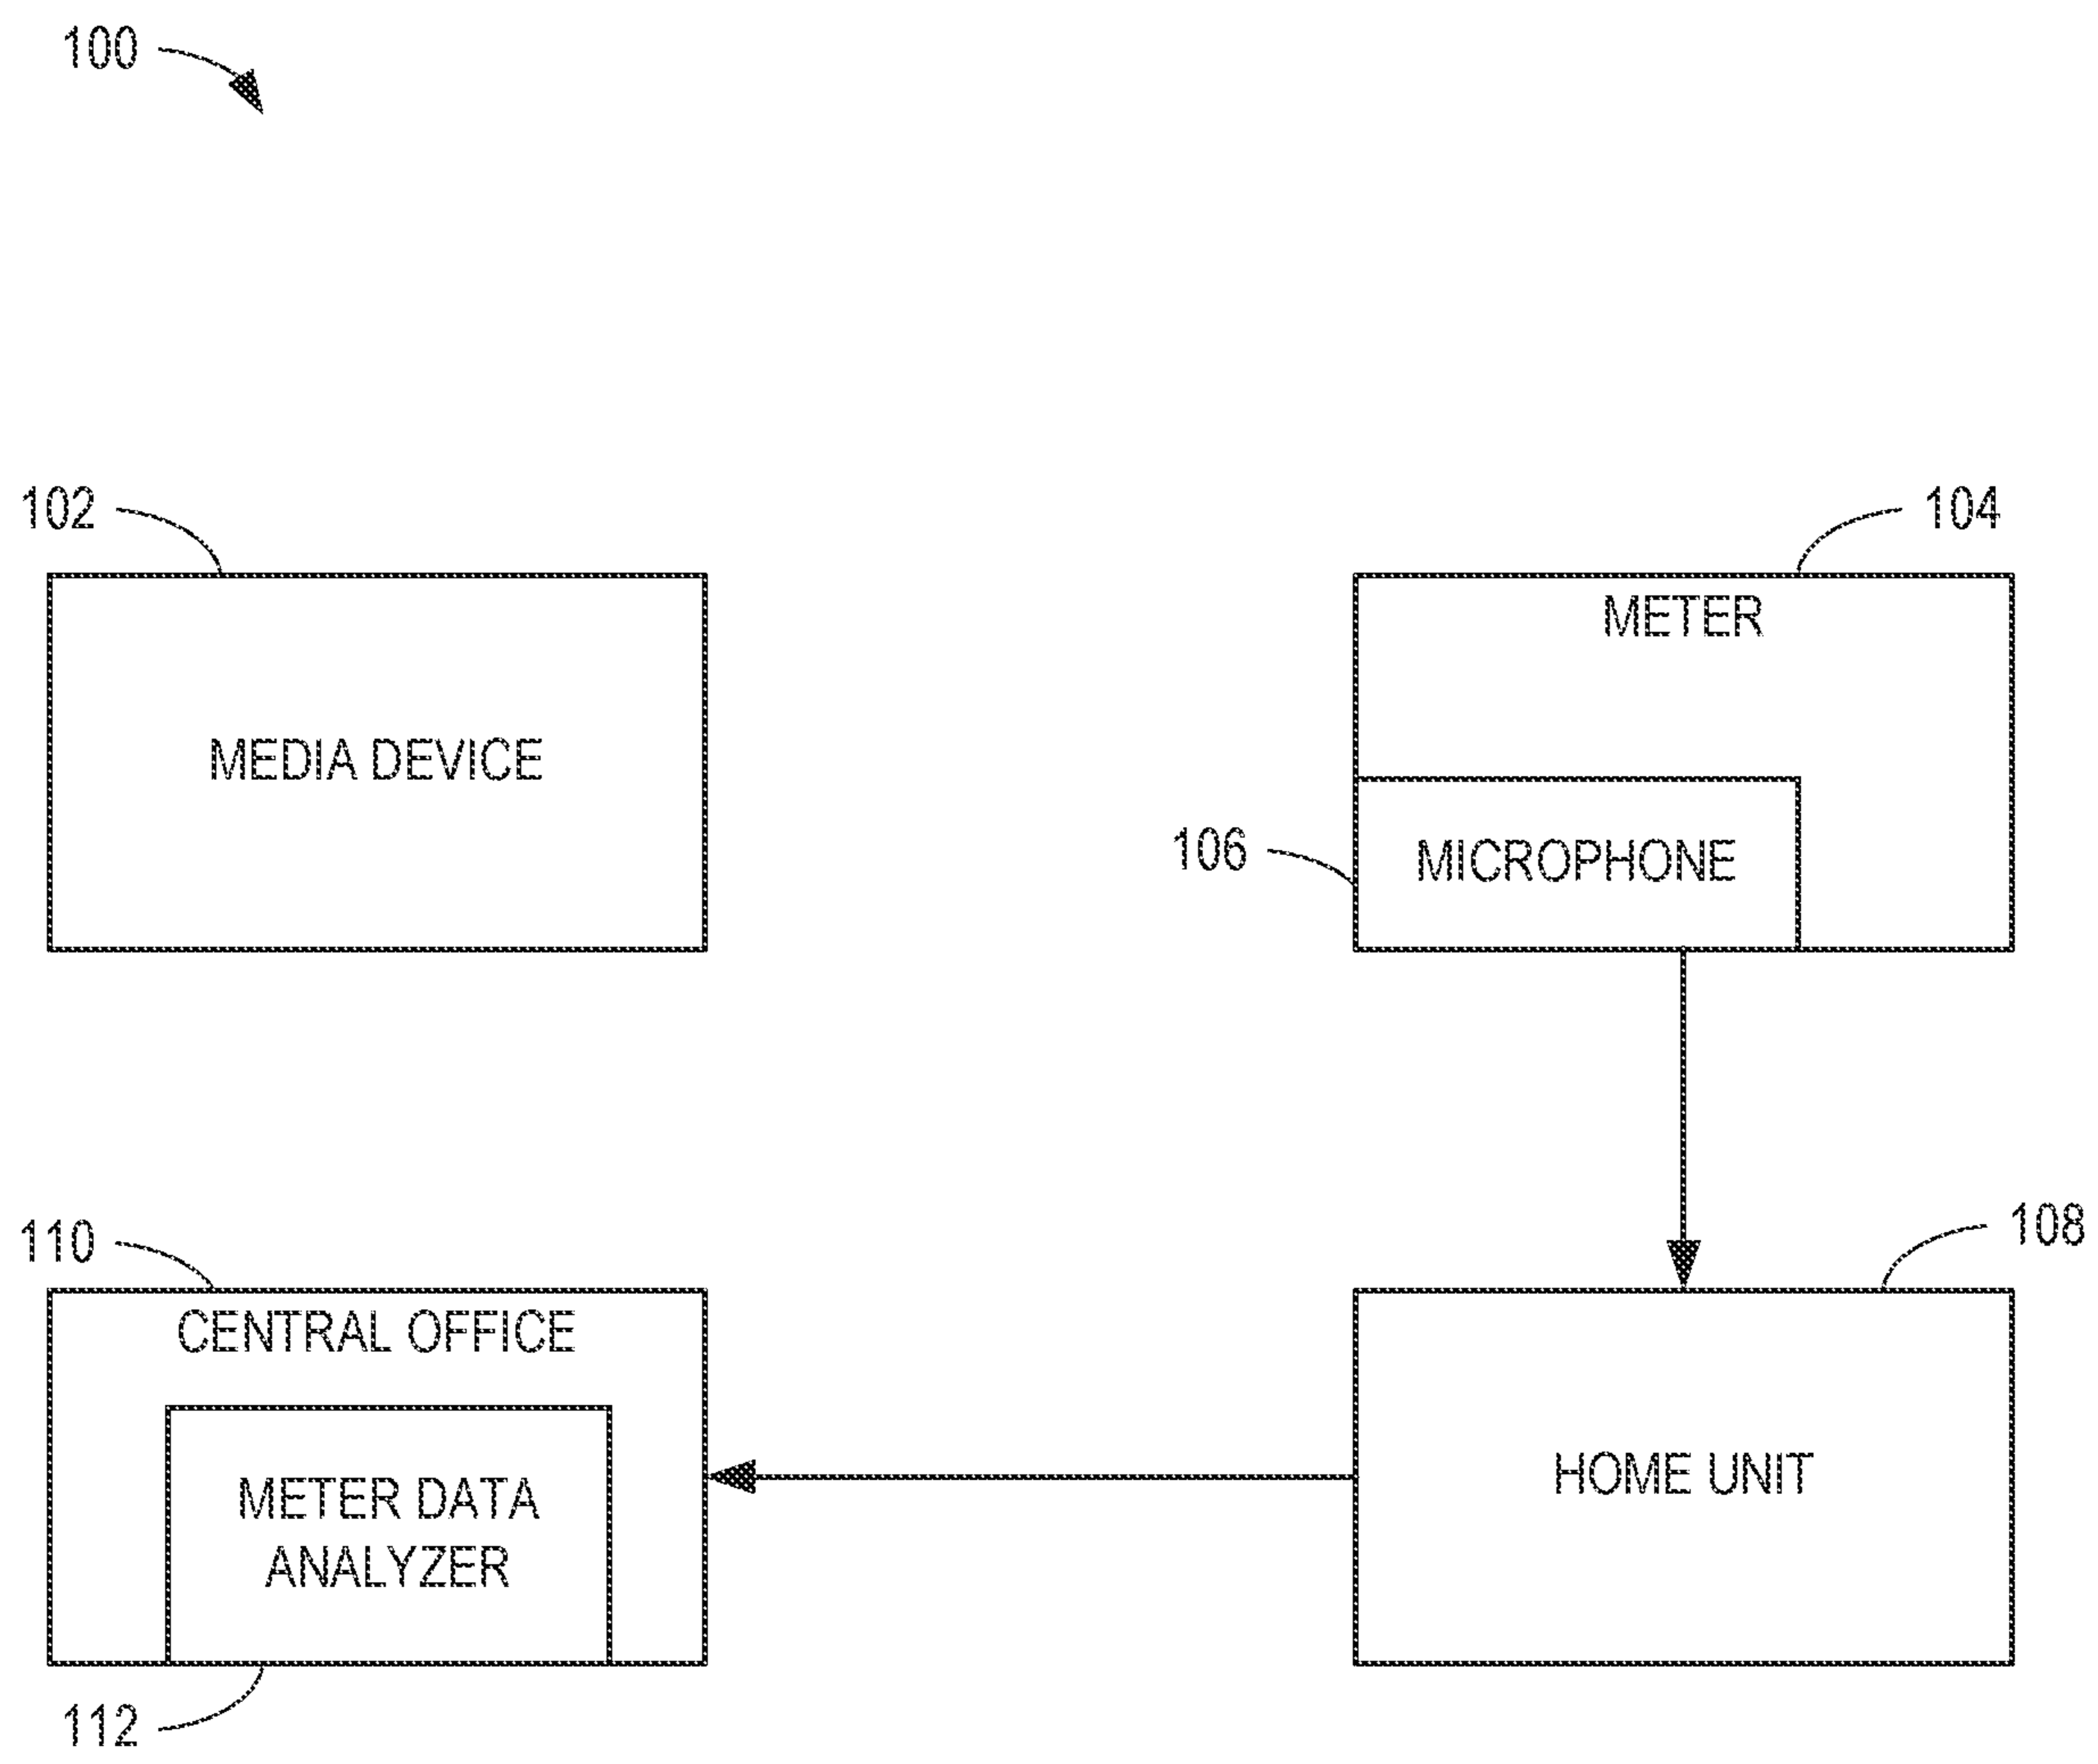 100
102
104
METER
MEDIA DEVICE
106
MICROPHONE
108
110
CENTRAL OFFICE
HOME UNIT
METER DATA
ANALYZER
112